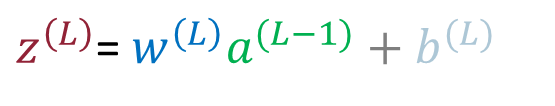 z^(L) = w^(L) a^(L−1) + b^(L)